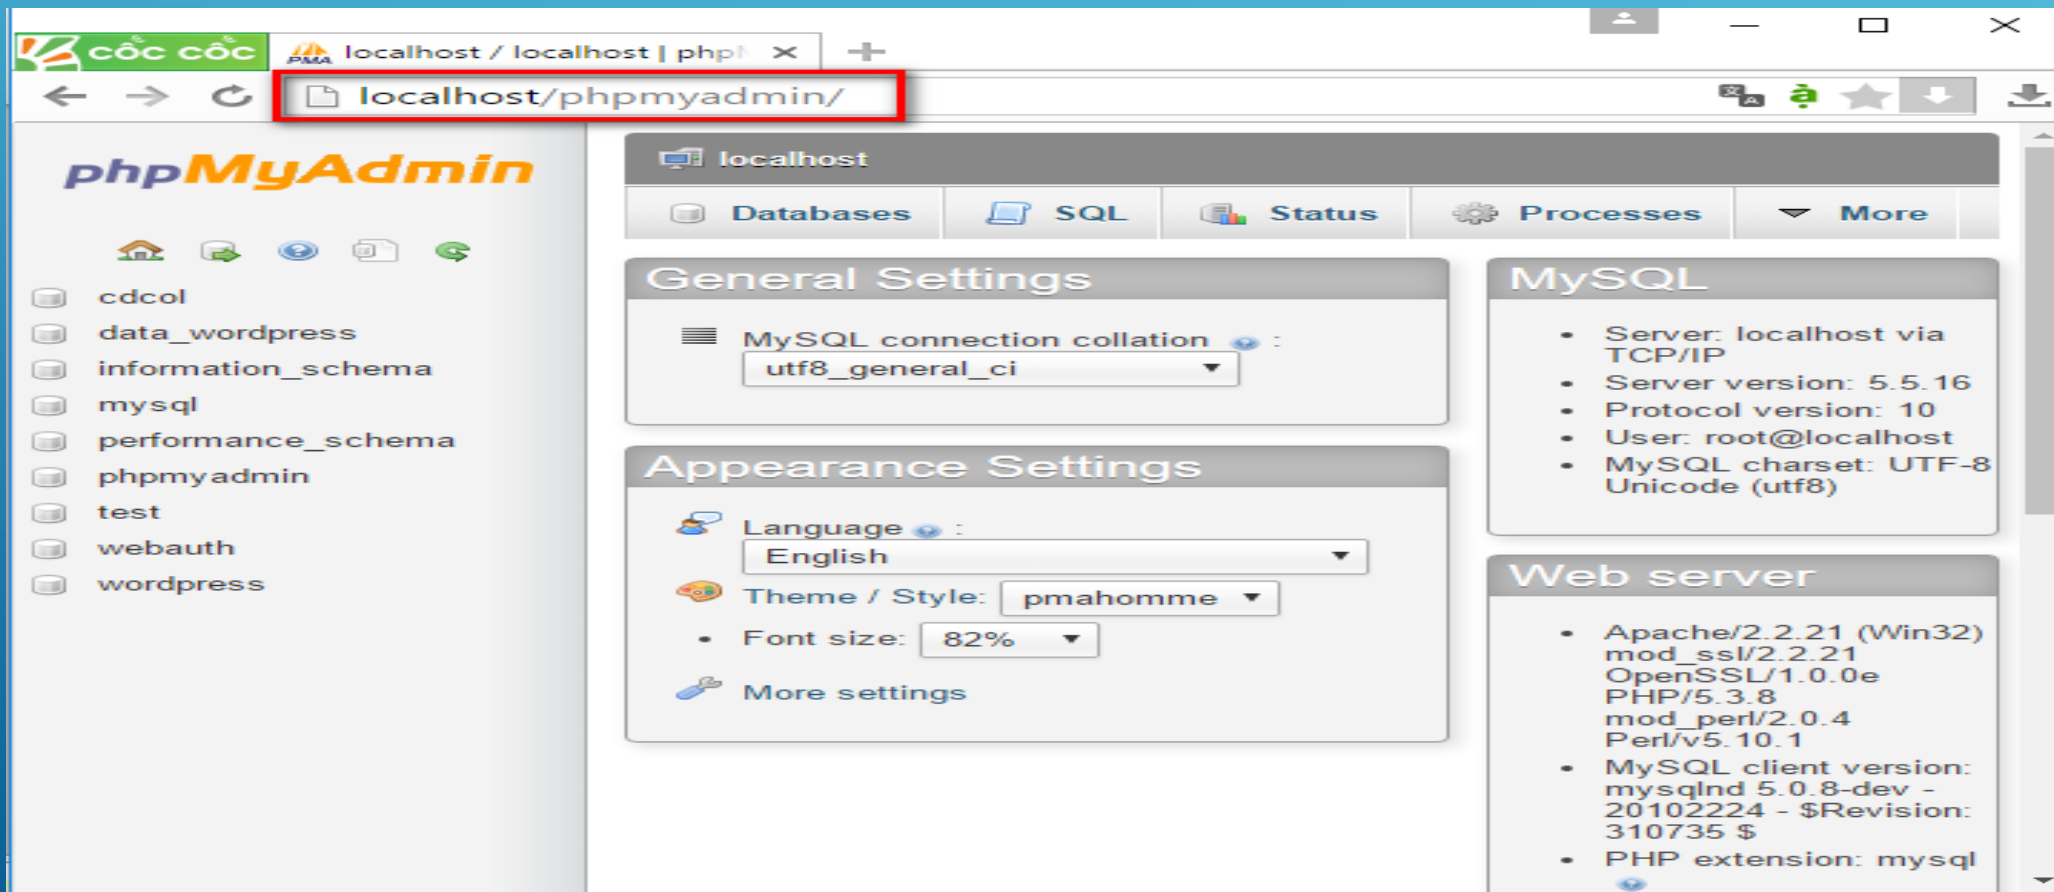 cốc cốc
localhost / localhost | php
localhost/phpmyadmin/
phpMyAdmin
cdcol
data_wordpress
information_schema
mysql
performance_schema
phpmyadmin
test
webauth
wordpress
localhost
Databases
SQL
Status
Processes
More
General Settings
MySQL connection collation :
utf8_general_ci
Appearance Settings
Language :
English
Theme / Style: pmahomme
Font size: 82%
More settings
MySQL
Server: localhost via
TCP/IP
Server version: 5.5.16
Protocol version: 10
User: root@localhost
MySQL charset: UTF-8
Unicode (utf8)
Web server
Apache/2.2.21 (Win32)
mod_ssl/2.2.21
OpenSSL/1.0.0e
PHP/5.3.8
mod_perl/2.0.4
Perl/v5.10.1
MySQL client version:
mysqlnd 5.0.8-dev -
20102224 - $Revision:
310735 $
PHP extension: mysql